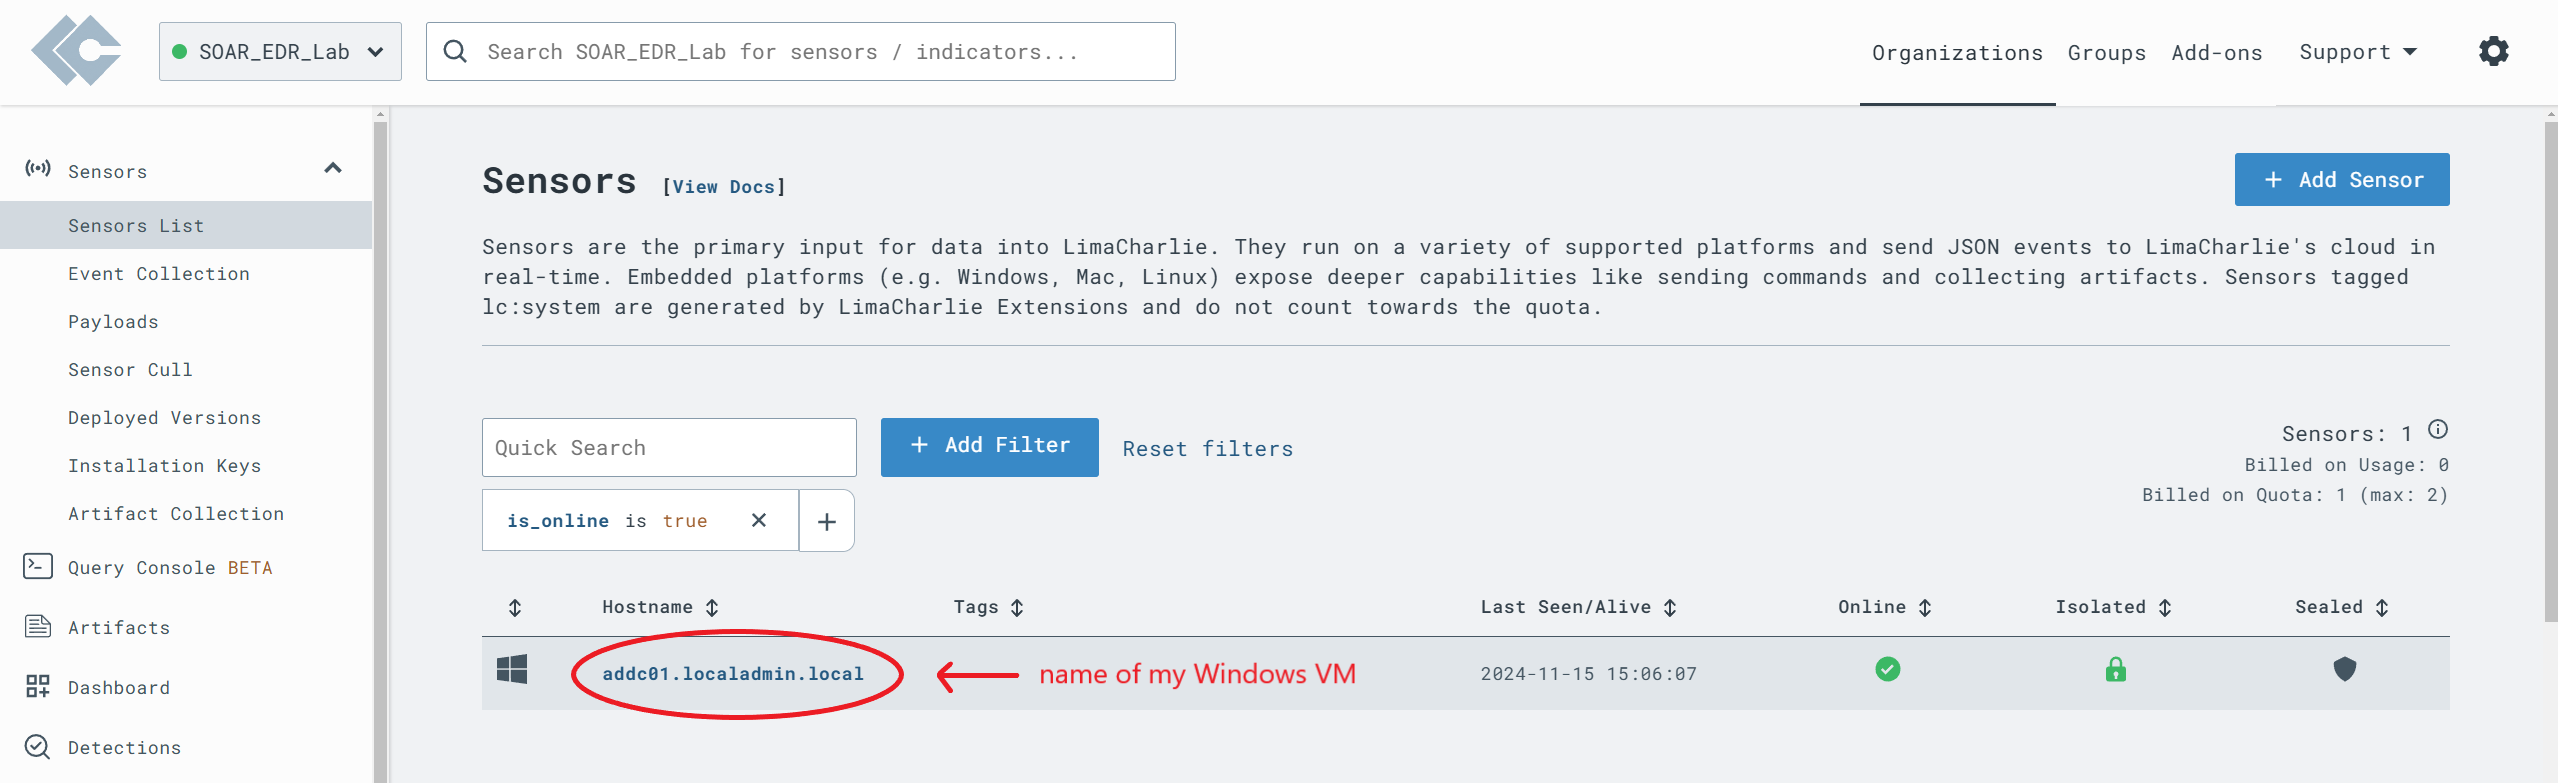 SOAR_EDR_Lab
Search SOAR_EDR_Lab for sensors / indicators...
Organizations
Groups
Add-ons
Support
Sensors
Sensors List
Event Collection
Payloads
Sensor Cull
Deployed Versions
Installation Keys
Artifact Collection
Query Console BETA
Artifacts
Dashboard
Detections
Sensors [View Docs]
+ Add Sensor
Sensors are the primary input for data into LimaCharlie. They run on a variety of supported platforms and send JSON events to LimaCharlie's cloud in
real-time. Embedded platforms (e.g. Windows, Mac, Linux) expose deeper capabilities like sending commands and collecting artifacts. Sensors tagged
lc:system are generated by LimaCharlie Extensions and do not count towards the quota.
Quick Search
+ Add Filter
Reset filters
Sensors: 1
Billed on Usage: 0
Billed on Quota: 1 (max: 2)
is_online is true
Hostname Tags Last Seen/Alive Online Isolated Sealed
addc01.localadmin.local name of my Windows VM 2024-11-15 15:06:07